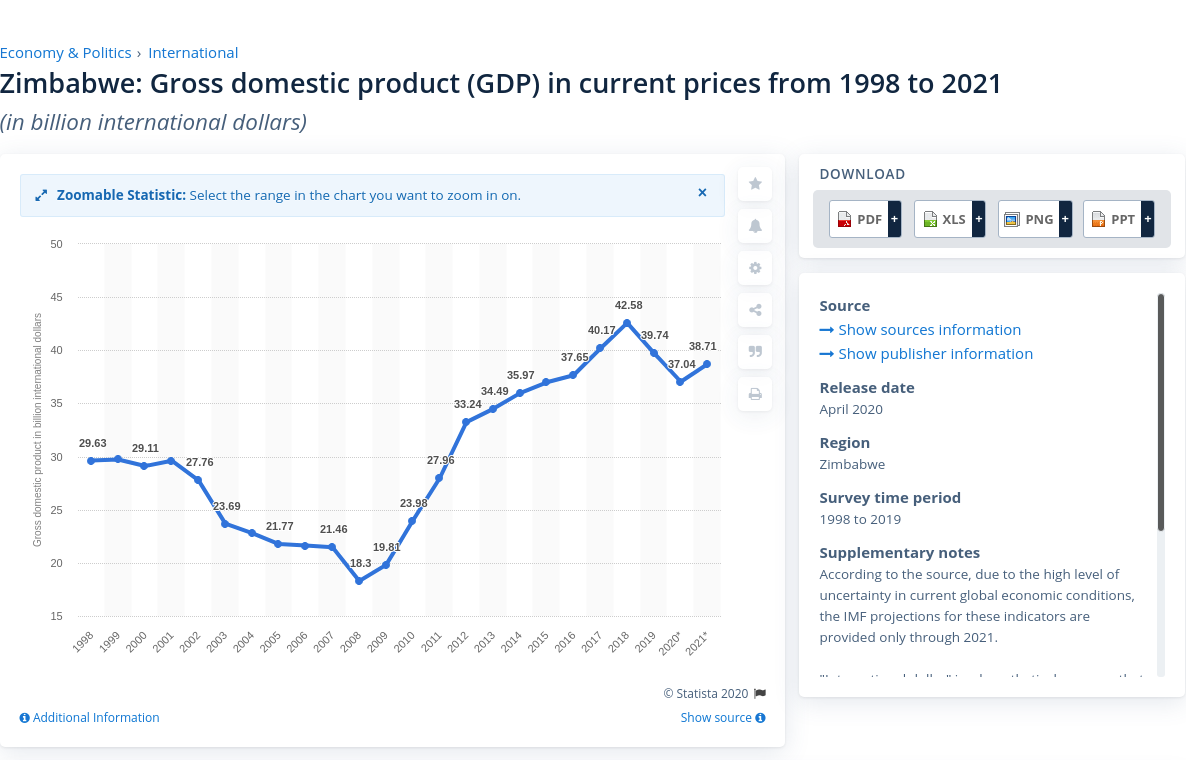 Economy & Politics › International
Zimbabwe: Gross domestic product (GDP) in current prices from 1998 to 2021
(in billion international dollars)
Zoomable Statistic: Select the range in the chart you want to zoom in on.
×
Gross domestic product in billion international dollars
50
45
40
35
30
25
20
15
29.63
29.11
27.76
23.69
21.77
21.46
18.3
19.81
23.98
27.96
33.24
34.49
35.97
37.65
40.17
42.58
39.74
37.04
38.71
1998
1999
2000
2001
2002
2003
2004
2005
2006
2007
2008
2009
2010
2011
2012
2013
2014
2015
2016
2017
2018
2019
2020*
2021*
© Statista 2020
Additional Information
Show source
DOWNLOAD
PDF + XLS + PNG + PPT +
Source
Show sources information
Show publisher information
Release date
April 2020
Region
Zimbabwe
Survey time period
1998 to 2019
Supplementary notes
According to the source, due to the high level of
uncertainty in current global economic conditions,
the IMF projections for these indicators are
provided only through 2021.